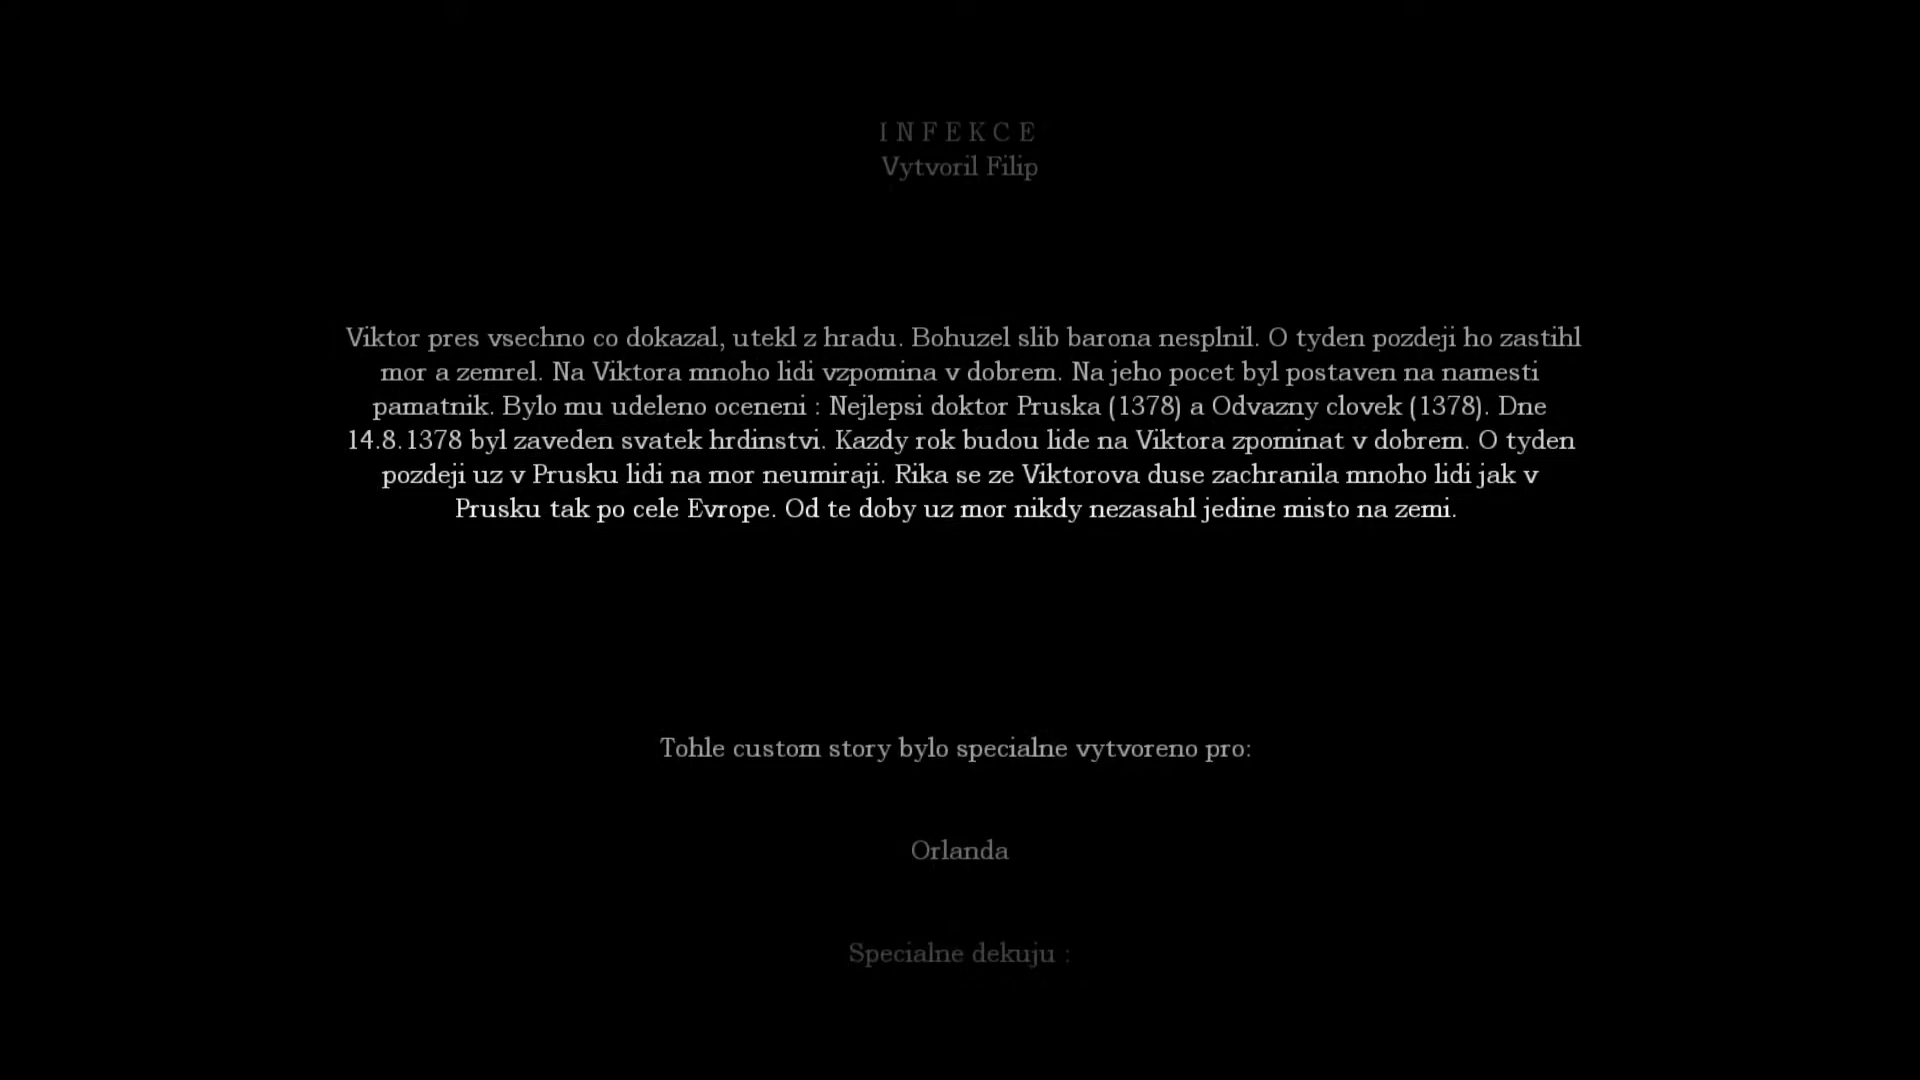 I N F E K C E
Vytvoril Filip
Viktor pres vsechno co dokazal, utekl z hradu. Bohuzel slib barona nesplnil. O tyden pozdeji ho zastihl
mor a zemrel. Na Viktora mnoho lidi vzpomina v dobrem. Na jeho pocet byl postaven na namesti
pamatnik. Bylo mu udeleno oceneni : Nejlepsi doktor Pruska (1378) a Odvazny clovek (1378). Dne
14.8.1378 byl zaveden svatek hrdinstvi. Kazdy rok budou lide na Viktora zpominat v dobrem. O tyden
pozdeji uz v Prusku lidi na mor neumiraji. Rika se ze Viktorova duse zachranila mnoho lidi jak v
Prusku tak po cele Evrope. Od te doby uz mor nikdy nezasahl jedine misto na zemi.
Tohle custom story bylo specialne vytvoreno pro:
Orlanda
Specialne dekuju :